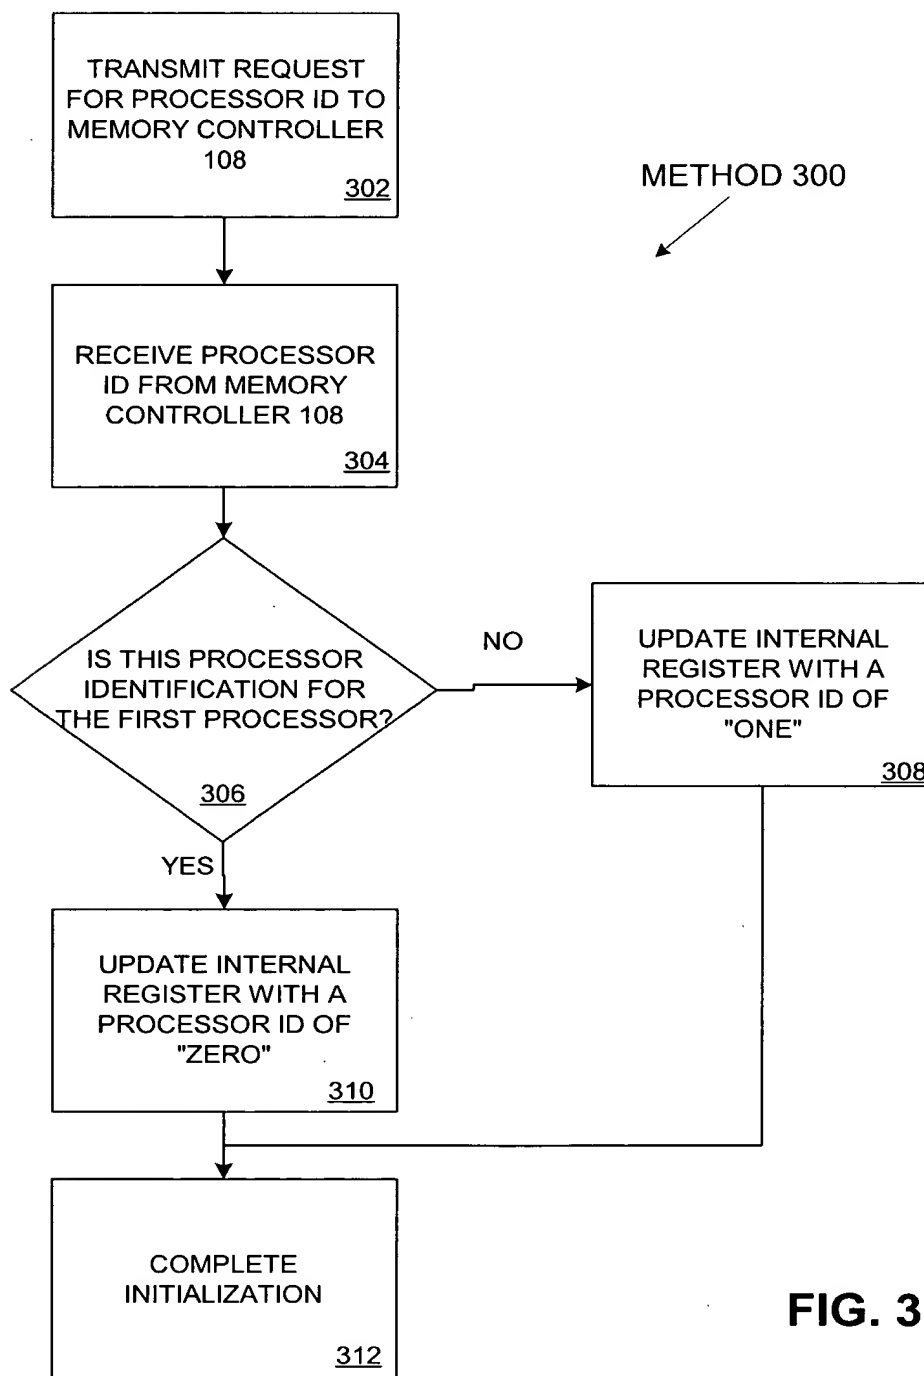 TRANSMIT REQUEST
FOR PROCESSOR ID TO
MEMORY CONTROLLER
108
302
METHOD 300
RECEIVE PROCESSOR
ID FROM MEMORY
CONTROLLER 108
304
IS THIS PROCESSOR
IDENTIFICATION FOR
THE FIRST PROCESSOR?
306
NO
UPDATE INTERNAL
REGISTER WITH A
PROCESSOR ID OF
"ONE"
308
YES
UPDATE INTERNAL
REGISTER WITH A
PROCESSOR ID OF
"ZERO"
310
COMPLETE
INITIALIZATION
312
FIG. 3